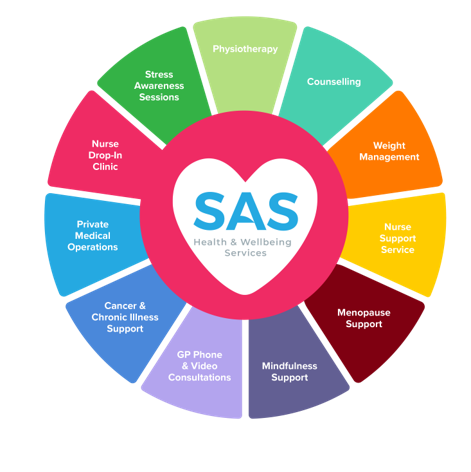 Physiotherapy
Counselling
Weight
Management
Nurse
Support
Service
Menopause
Support
Mindfulness
Support
GP Phone
& Video
Consultations
Cancer &
Chronic Illness
Support
Private
Medical
Operations
Nurse
Drop-In
Clinic
Stress
Awareness
Sessions
SAS
Health & Wellbeing
Services